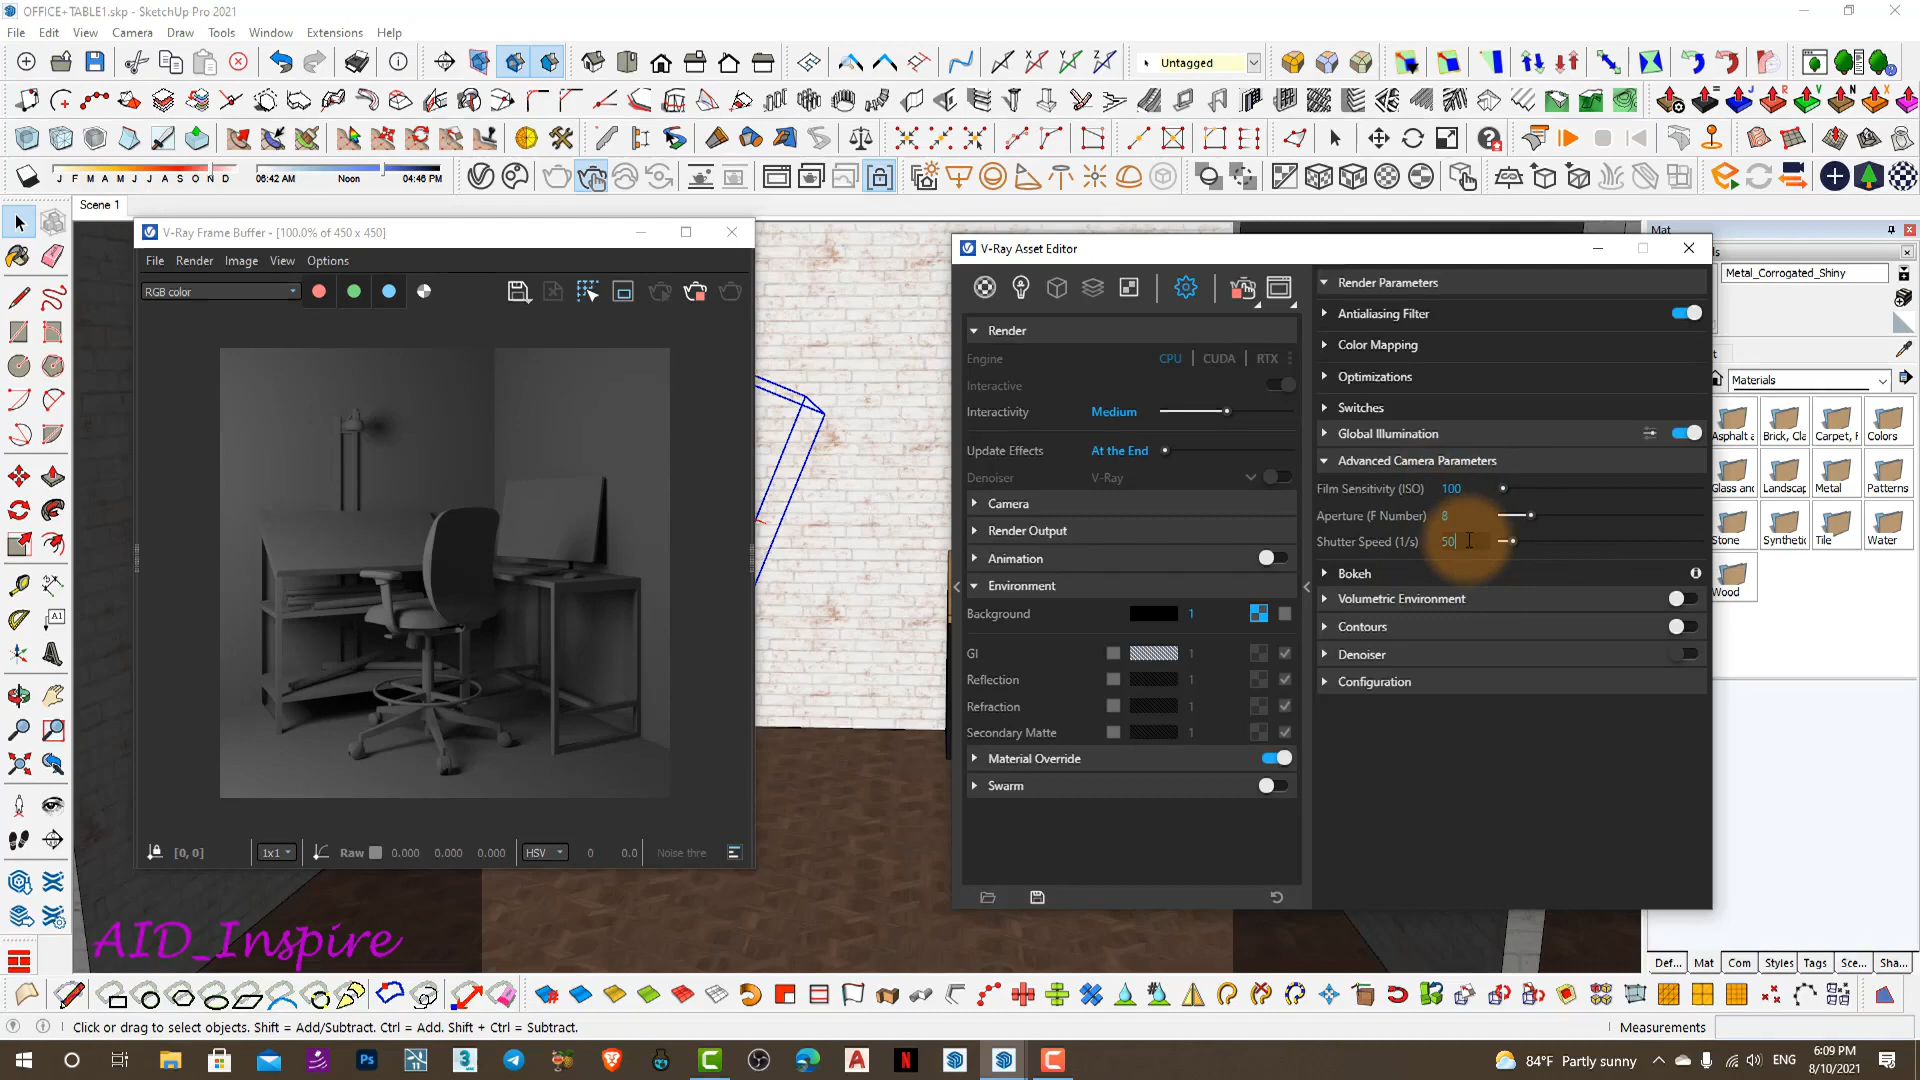 OFFICE+TABLE1.skp - SketchUp Pro 2021
File Edit View Camera Draw Tools Window Extensions Help
Untagged
J F M A M J J A S O N D 06:42 AM Noon 04:46 PM
Scene 1
V-Ray Frame Buffer - [100.0% of 450 x 450]
File Render Image View Options
RGB color
[0, 0] 1x1 Raw 0.000 0.000 0.000 HSV 0 0.0 Noise thre
V-Ray Asset Editor
Render
Engine CPU CUDA RTX
Interactive
Interactivity Medium
Update Effects At the End
Denoiser V-Ray
Camera
Render Output
Animation
Environment
Background 1
GI 1
Reflection 1
Refraction 1
Secondary Matte 1
Material Override
Swarm
Render Parameters
Antialiasing Filter
Color Mapping
Optimizations
Switches
Global Illumination
Advanced Camera Parameters
Film Sensitivity (ISO) 100
Aperture (F Number) 8
Shutter Speed (1/s) 50
Bokeh
Volumetric Environment
Contours
Denoiser
Configuration
Mat
Metal_Corrogated_Shiny
Materials
Asphalt a Brick, Cla Carpet, F Colors
Glass and Landscap Metal Patterns
Stone Synthetic Tile Water
Wood
AID_Inspire
Def... Mat Com Styles Tags Sce... Sha...
Click or drag to select objects. Shift = Add/Subtract. Ctrl = Add. Shift + Ctrl = Subtract.
Measurements
84°F Partly sunny ENG 6:09 PM
8/10/2021